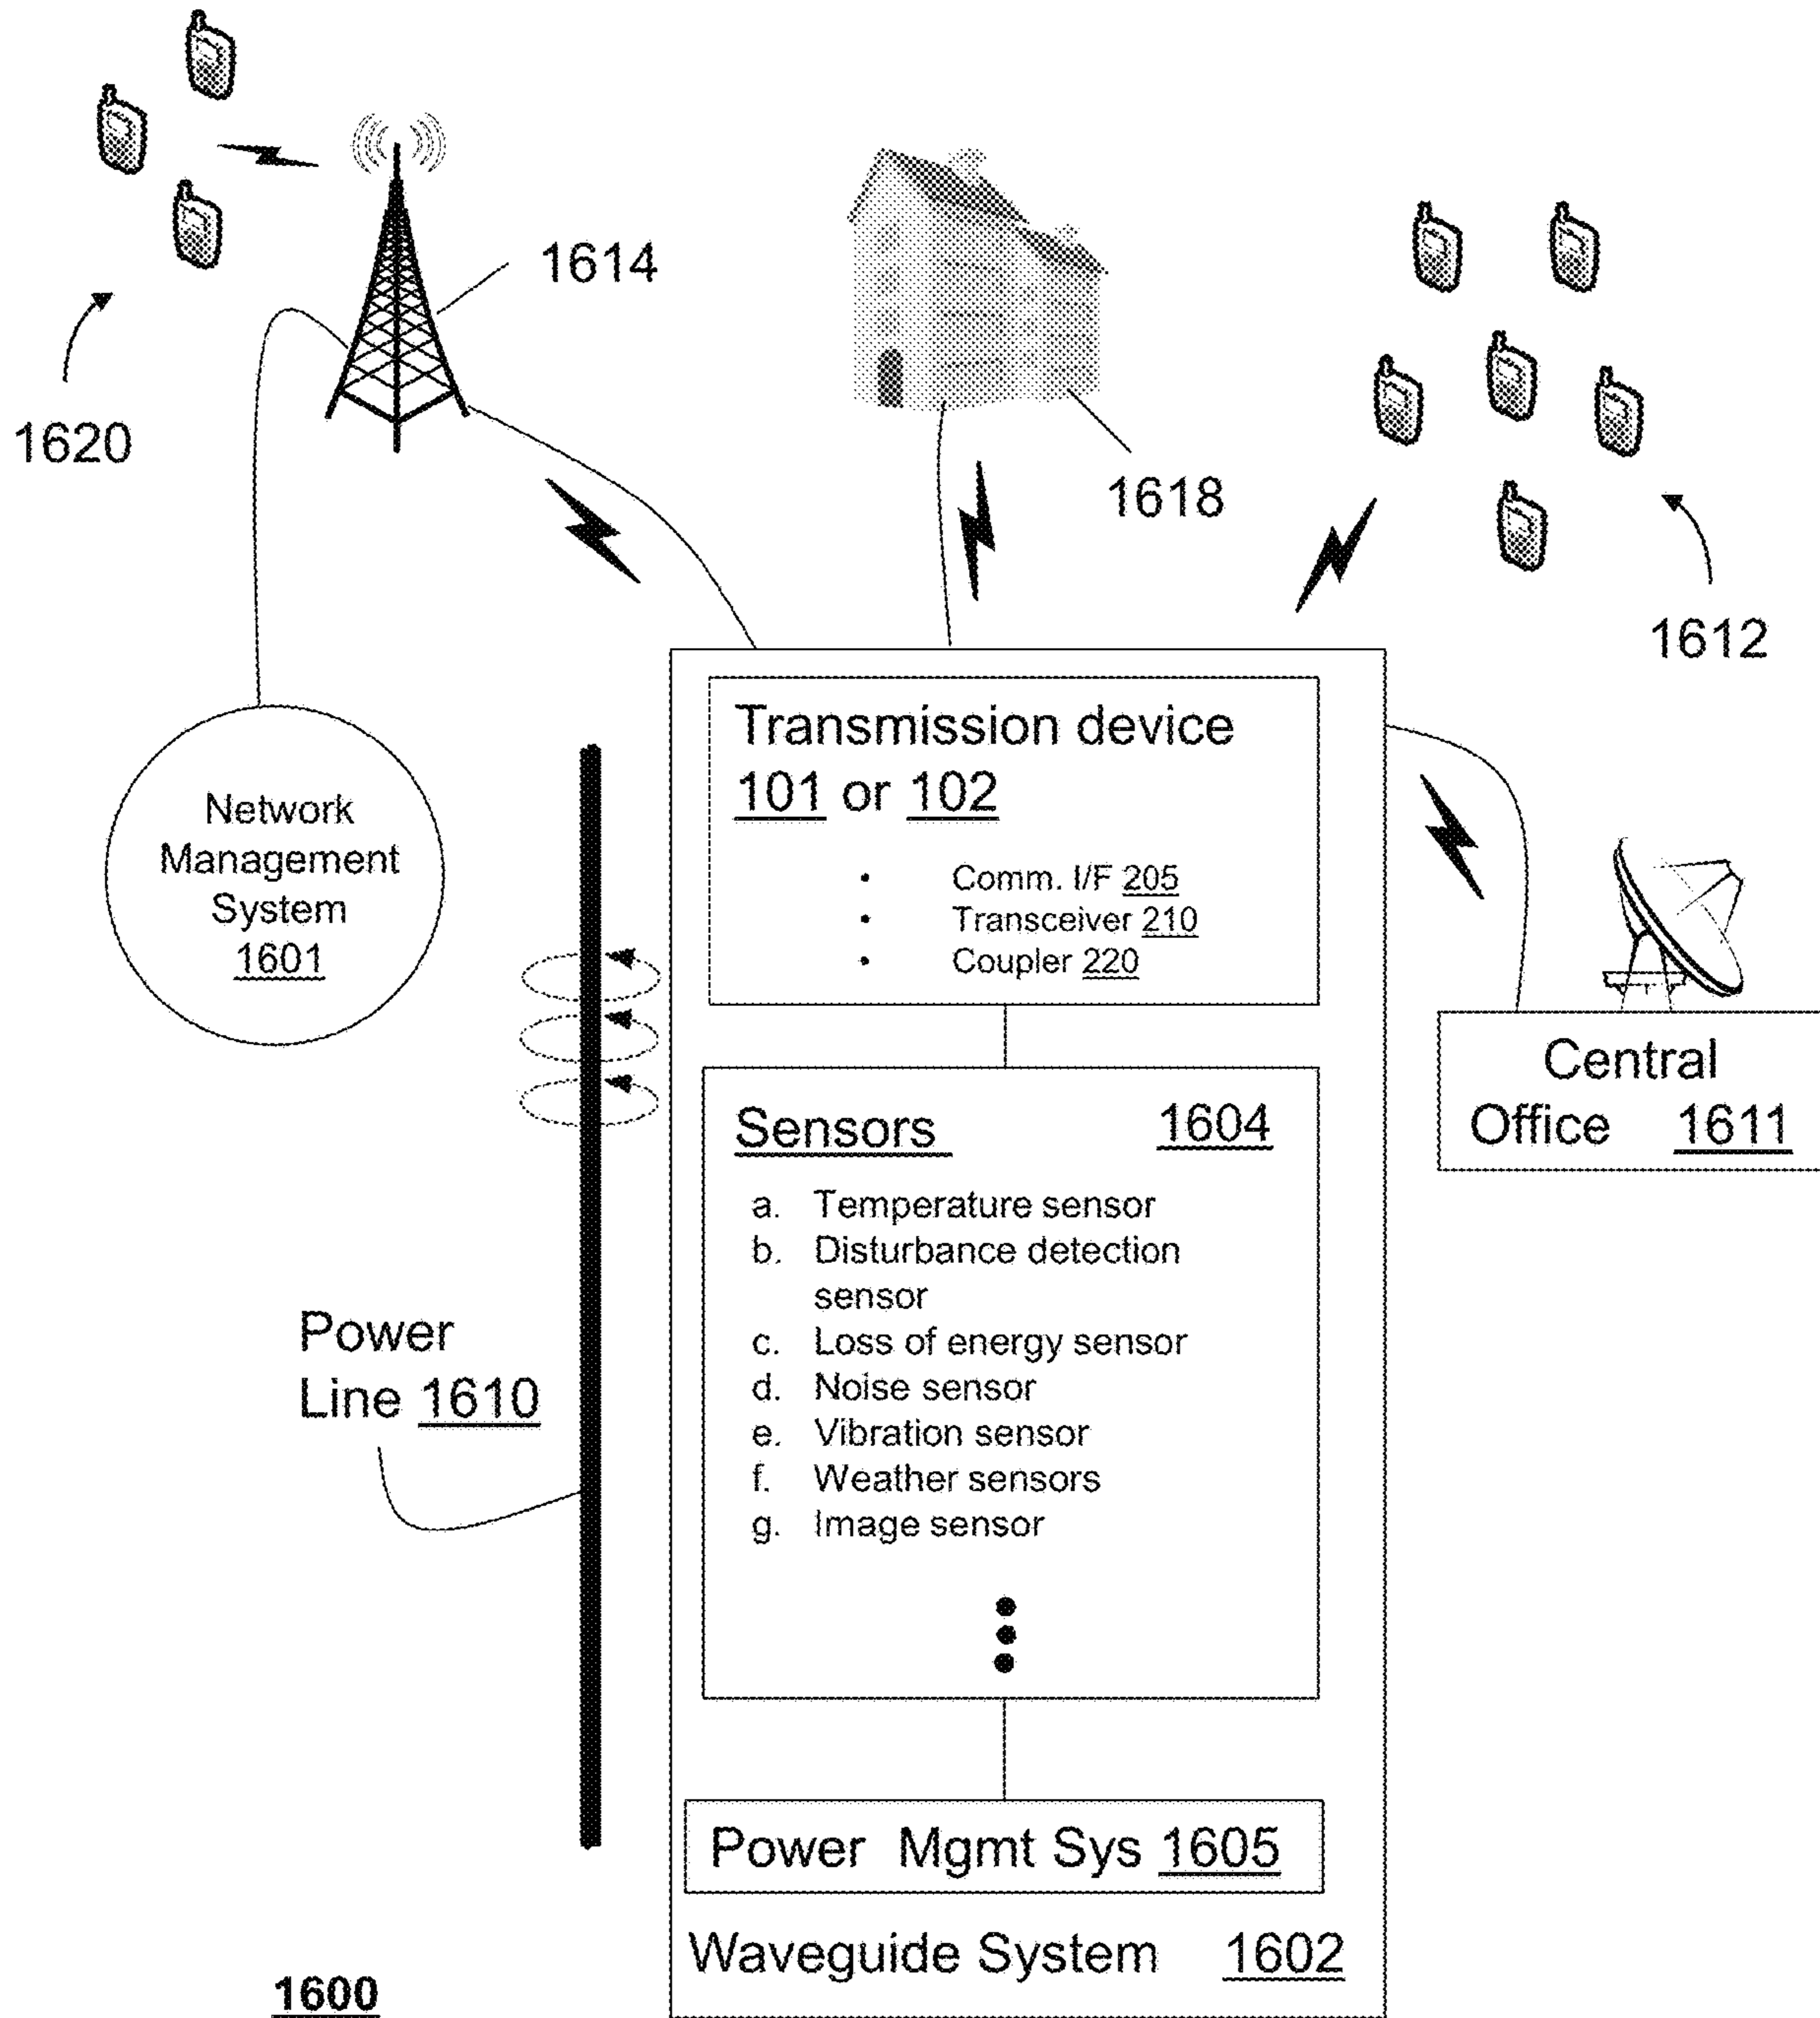 1614
1620
1618
1612
Network
Management
System
1601
Transmission device
101 or 102
• Comm. I/F 205
• Transceiver 210
• Coupler 220
Central
Office 1611
Sensors 1604
a. Temperature sensor
b. Disturbance detection
sensor
c. Loss of energy sensor
d. Noise sensor
e. Vibration sensor
f. Weather sensors
g. Image sensor
Power
Line 1610
Power Mgmt Sys 1605
Waveguide System 1602
1600